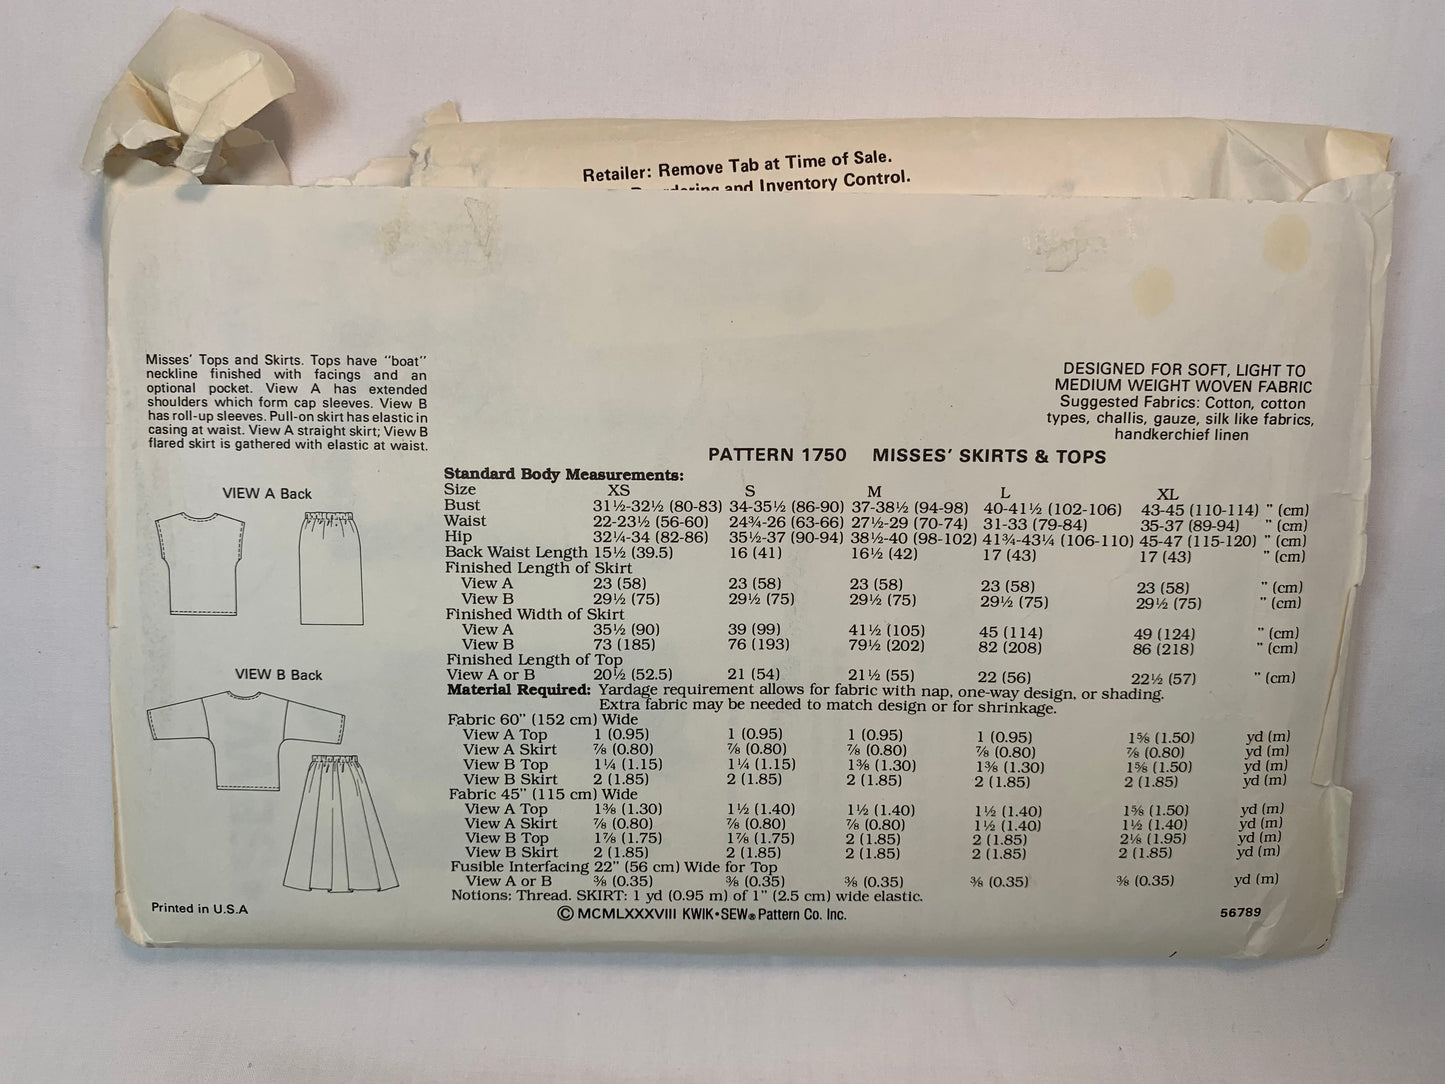 Retailer: Remove Tab at Time of Sale.
and Inventory Control.
Misses' Tops and Skirts. Tops have "boat"
neckline finished with facings and an
optional pocket. View A has extended
shoulders which form cap sleeves. View B
has roll-up sleeves. Pull-on skirt has elastic in
casing at waist. View A straight skirt; View B
flared skirt is gathered with elastic at waist.
DESIGNED FOR SOFT, LIGHT TO
MEDIUM WEIGHT WOVEN FABRIC
Suggested Fabrics: Cotton, cotton
types, challis, gauze, silk like fabrics,
handkerchief linen
PATTERN 1750 MISSES' SKIRTS & TOPS
VIEW A Back
VIEW B Back
Standard Body Measurements:
Size XS S M L XL
Bust 31½-32½ (80-83) 34-35½ (86-90) 37-38½ (94-98) 40-41½ (102-106) 43-45 (110-114) " (cm)
Waist 22-23½ (56-60) 24¾-26 (63-66) 27½-29 (70-74) 31-33 (79-84) 35-37 (89-94) " (cm)
Hip 32¼-34 (82-86) 35½-37 (90-94) 38½-40 (98-102) 41¾-43¼ (106-110) 45-47 (115-120) " (cm)
Back Waist Length 15½ (39.5) 16 (41) 16½ (42) 17 (43) 17 (43) " (cm)
Finished Length of Skirt
View A 23 (58) 23 (58) 23 (58) 23 (58) 23 (58) " (cm)
View B 29½ (75) 29½ (75) 29½ (75) 29½ (75) 29½ (75) " (cm)
Finished Width of Skirt
View A 35½ (90) 39 (99) 41½ (105) 45 (114) 49 (124) " (cm)
View B 73 (185) 76 (193) 79½ (202) 82 (208) 86 (218) " (cm)
Finished Length of Top
View A or B 20½ (52.5) 21 (54) 21½ (55) 22 (56) 22½ (57) " (cm)
Material Required: Yardage requirement allows for fabric with nap, one-way design, or shading.
Extra fabric may be needed to match design or for shrinkage.
Fabric 60" (152 cm) Wide
View A Top 1 (0.95) 1 (0.95) 1 (0.95) 1 (0.95) 1⅝ (1.50) yd (m)
View A Skirt ⅞ (0.80) ⅞ (0.80) ⅞ (0.80) ⅞ (0.80) ⅞ (0.80) yd (m)
View B Top 1¼ (1.15) 1¼ (1.15) 1⅜ (1.30) 1⅜ (1.30) 1⅝ (1.50) yd (m)
View B Skirt 2 (1.85) 2 (1.85) 2 (1.85) 2 (1.85) 2 (1.85) yd (m)
Fabric 45" (115 cm) Wide
View A Top 1⅜ (1.30) 1½ (1.40) 1½ (1.40) 1½ (1.40) 1⅝ (1.50) yd (m)
View A Skirt ⅞ (0.80) ⅞ (0.80) ⅞ (0.80) 1½ (1.40) 1½ (1.40) yd (m)
View B Top 1⅞ (1.75) 1⅞ (1.75) 2 (1.85) 2 (1.85) 2⅛ (1.95) yd (m)
View B Skirt 2 (1.85) 2 (1.85) 2 (1.85) 2 (1.85) 2 (1.85) yd (m)
Fusible Interfacing 22" (56 cm) Wide for Top
View A or B ⅜ (0.35) ⅜ (0.35) ⅜ (0.35) ⅜ (0.35) ⅜ (0.35) yd (m)
Notions: Thread. SKIRT: 1 yd (0.95 m) of 1" (2.5 cm) wide elastic.
Printed in U.S.A
© MCMLXXXVIII KWIK•SEW® Pattern Co. Inc.
56789